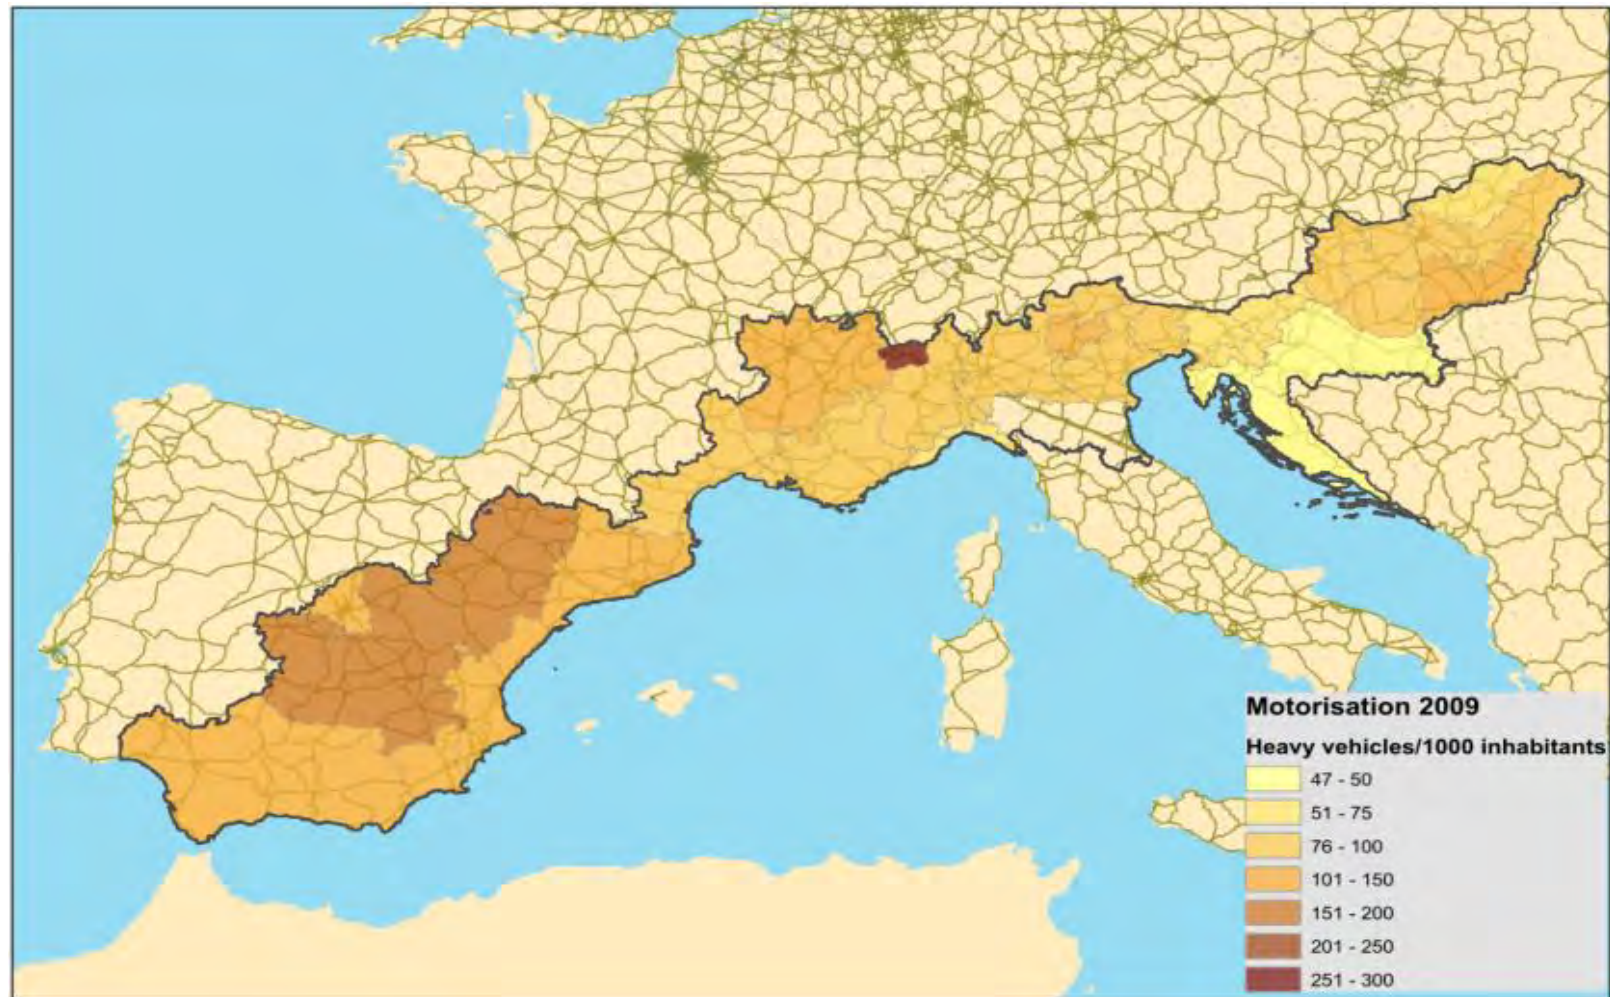 Motorisation 2009
Heavy vehicles/1000 inhabitants
47 - 50
51 - 75
76 - 100
101 - 150
151 - 200
201 - 250
251 - 300